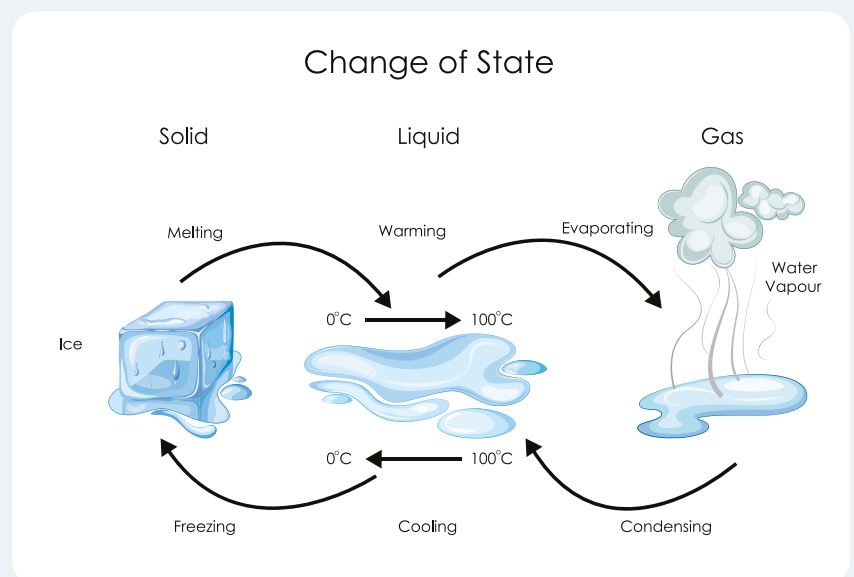 Change of State
Solid
Liquid
Gas
Melting
Warming
Evaporating
Water
Vapour
0°C
100°C
Ice
0°C
100°C
Freezing
Cooling
Condensing